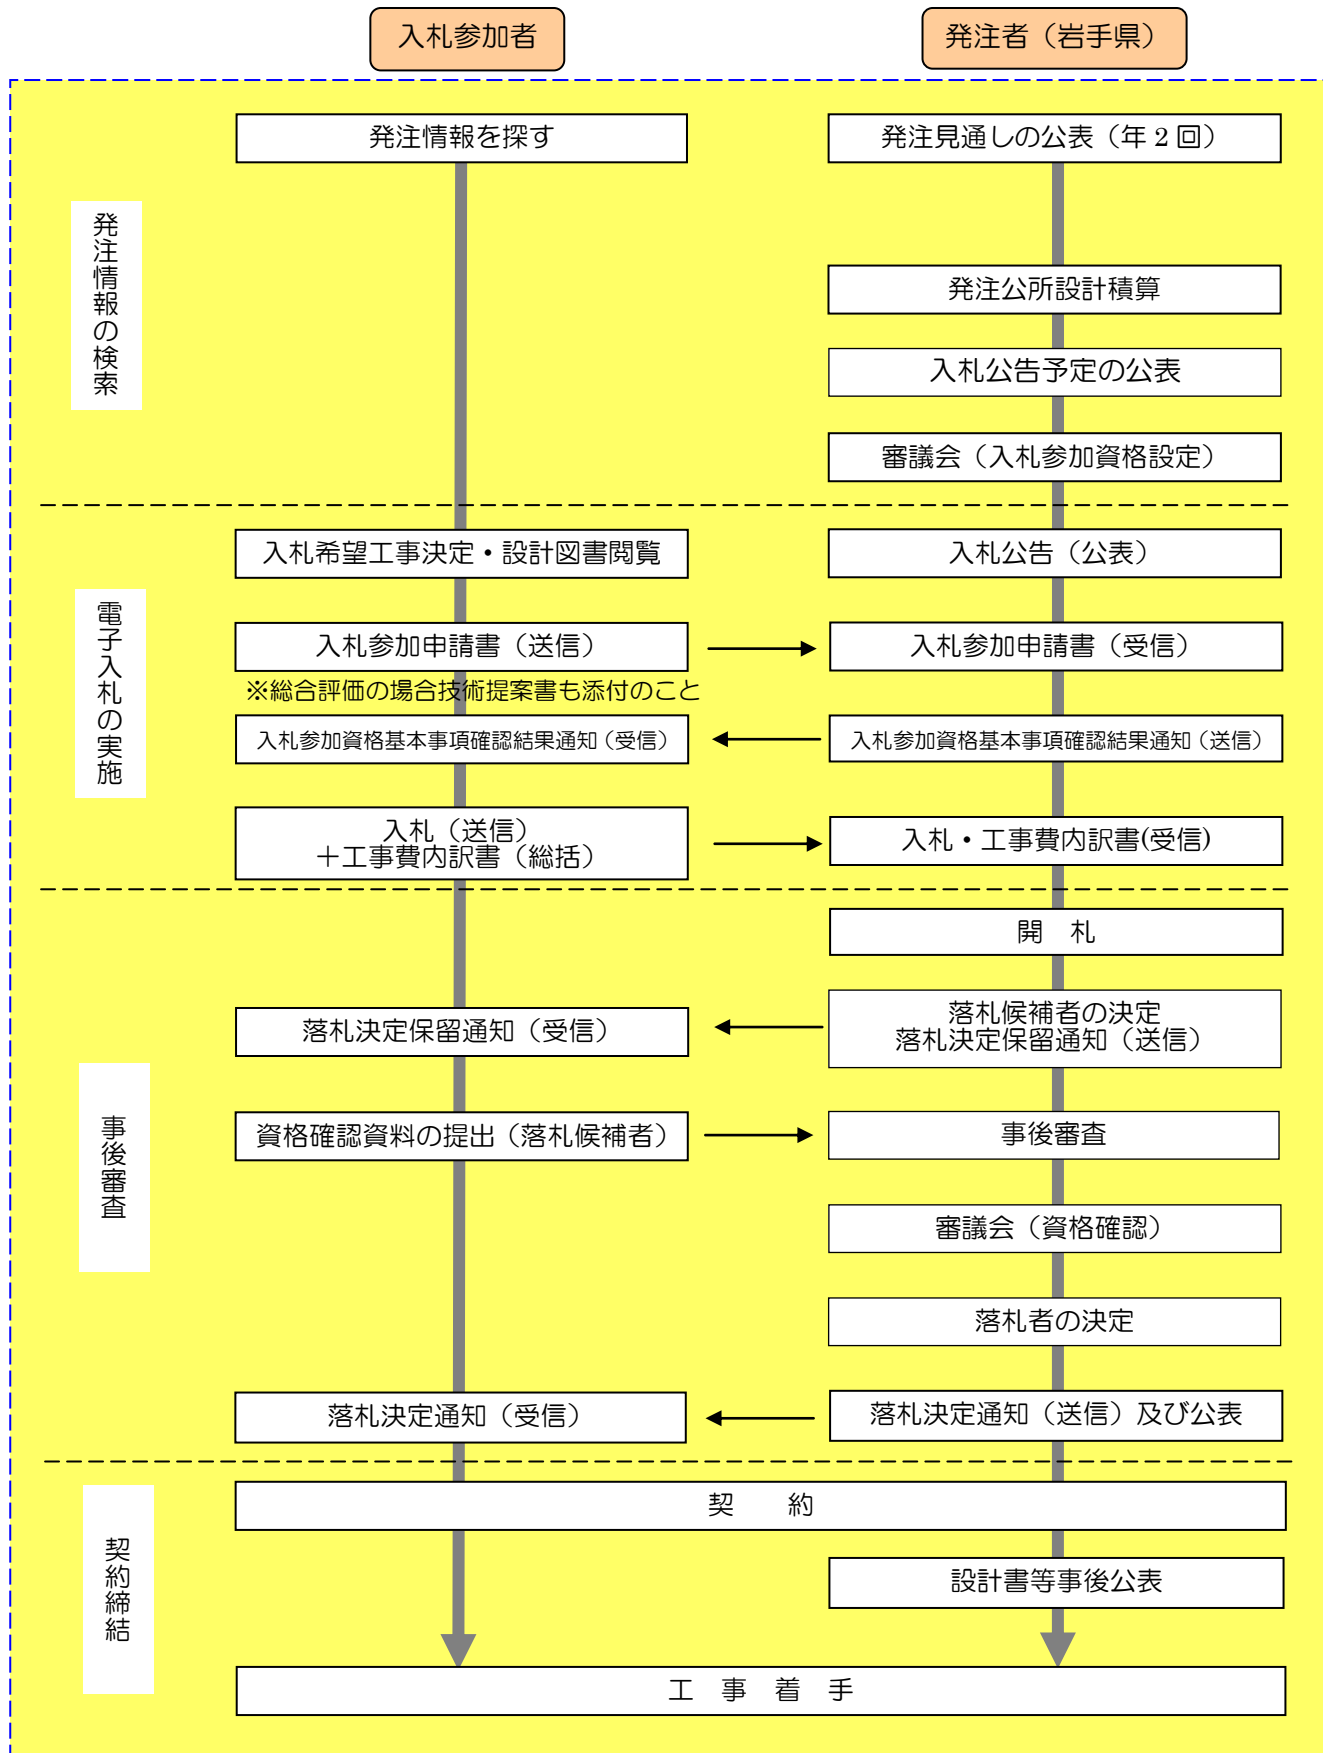 入札参加者
発注者（岩手県）
発注情報の検索
発注情報を探す
発注見通しの公表（年２回）
発注公所設計積算
入札公告予定の公表
審議会（入札参加資格設定）
電子入札の実施
入札希望工事決定・設計図書閲覧
入札公告（公表）
入札参加申請書（送信）
入札参加申請書（受信）
※総合評価の場合技術提案書も添付のこと
入札参加資格基本事項確認結果通知（受信）
入札参加資格基本事項確認結果通知（送信）
入札（送信）
＋工事費内訳書（総括）
入札・工事費内訳書(受信)
事後審査
開　札
落札決定保留通知（受信）
落札候補者の決定
落札決定保留通知（送信）
資格確認資料の提出（落札候補者）
事後審査
審議会（資格確認）
落札者の決定
落札決定通知（受信）
落札決定通知（送信）及び公表
契約締結
契　　約
設計書等事後公表
工　事　着　手